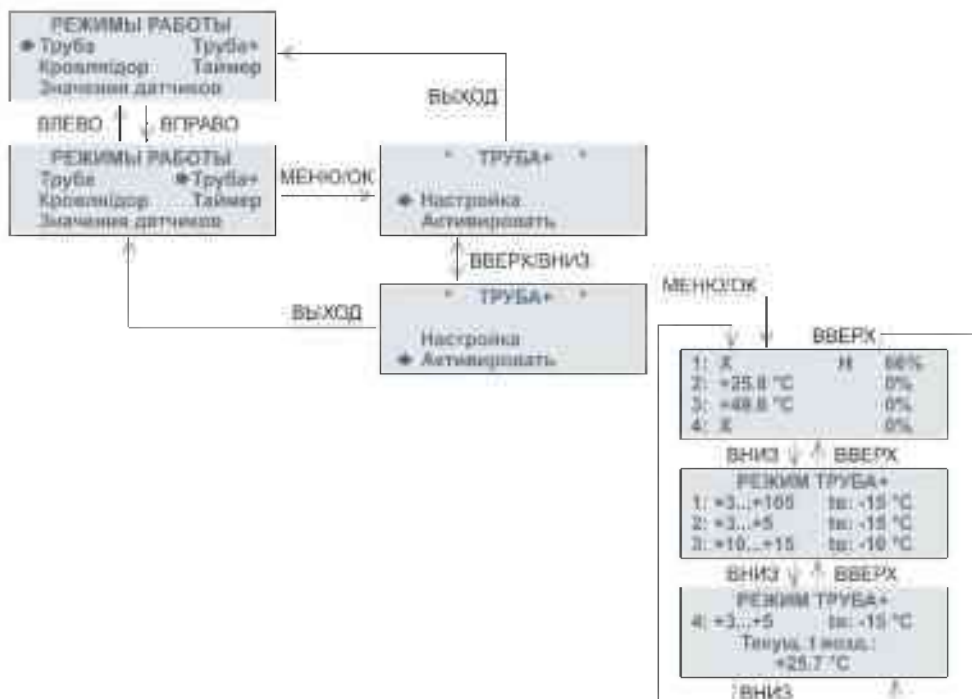 РЕЖИМЫ РАБОТЫ
Труба Труба+
Кровля/дор Таймер
Значения датчиков
ВЛЕВО ВПРАВО
РЕЖИМЫ РАБОТЫ
Труба Труба+
Кровля/дор Таймер
Значения датчиков
МЕНЮ/ОК
ВЫХОД
* ТРУБА+ *
Настройка
Активировать
ВВЕРХ/ВНИЗ
ВЫХОД
* ТРУБА+ *
Настройка
Активировать
МЕНЮ/ОК
ВВЕРХ
1: X H 60%
2: +25.8 °C 0%
3: +49.8 °C 0%
4: X 0%
ВНИЗ ВВЕРХ
РЕЖИМ ТРУБА+
1: +3...+105 tв: -15 °C
2: +3...+5 tв: -15 °C
3: +10...+15 tв: -10 °C
ВНИЗ ВВЕРХ
РЕЖИМ ТРУБА+
4: +3...+5 tв: -15 °C
Текущ. t возд.:
+25.7 °C
ВНИЗ